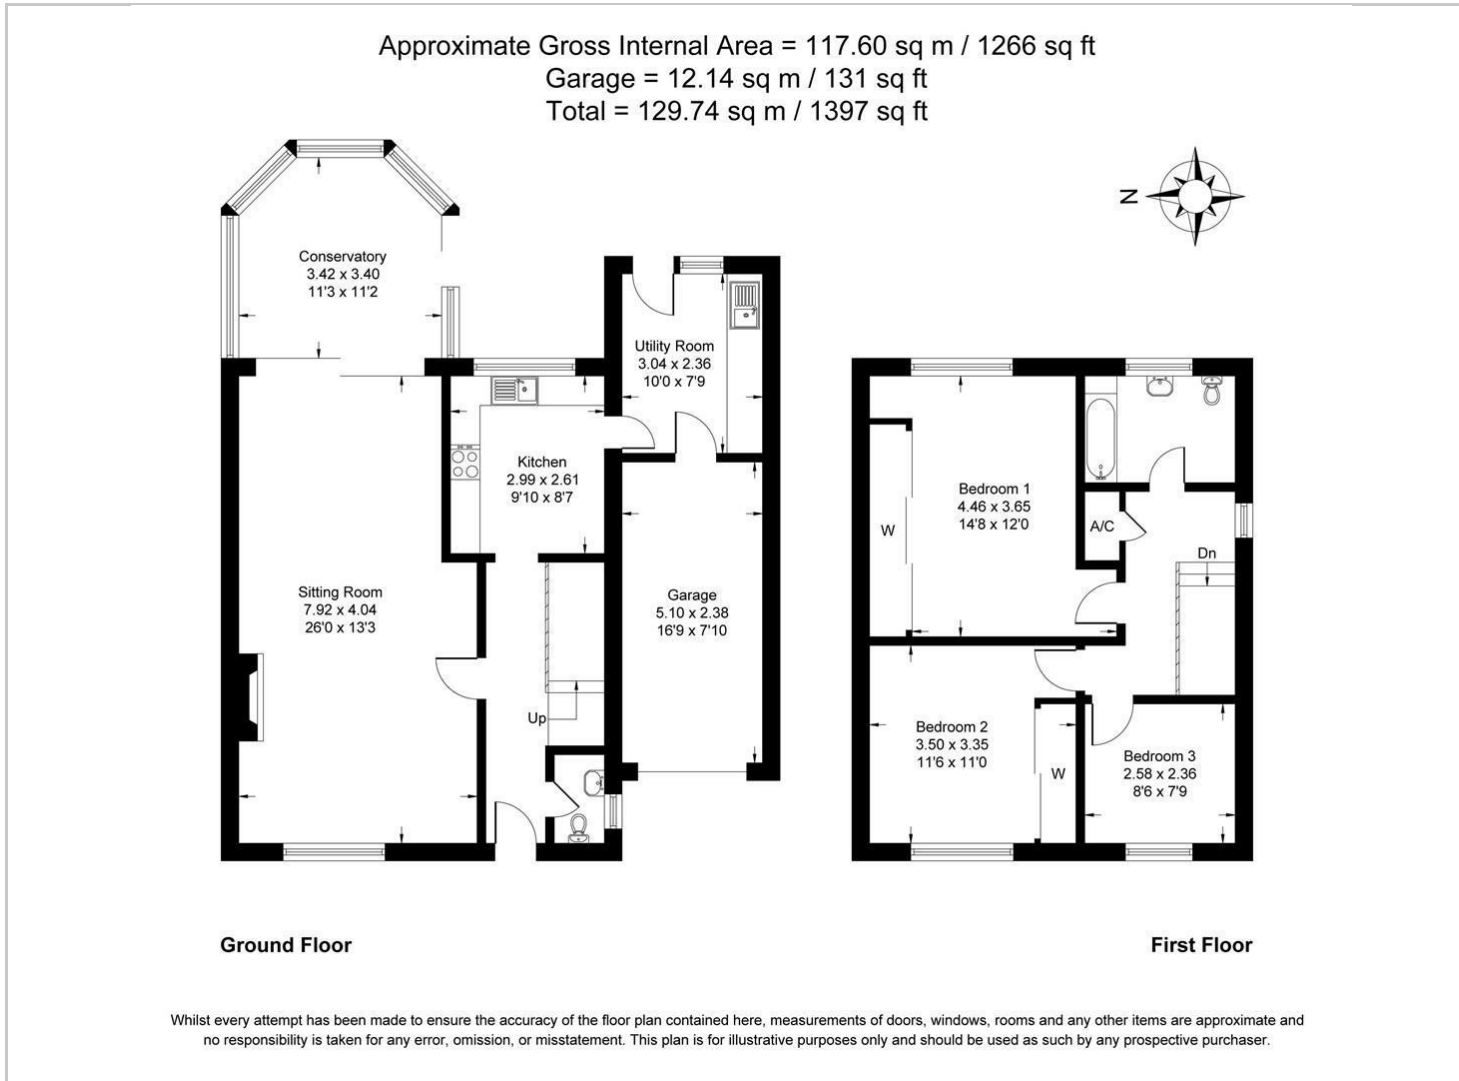 Approximate Gross Internal Area = 117.60 sq m / 1266 sq ft
Garage = 12.14 sq m / 131 sq ft
Total = 129.74 sq m / 1397 sq ft
N
Conservatory
3.42 x 3.40
11'3 x 11'2
Utility Room
3.04 x 2.36
10'0 x 7'9
Kitchen
2.99 x 2.61
9'10 x 8'7
Sitting Room
7.92 x 4.04
26'0 x 13'3
Garage
5.10 x 2.38
16'9 x 7'10
Up
Bedroom 1
4.46 x 3.65
14'8 x 12'0
W
A/C
Dn
Bedroom 2
3.50 x 3.35
11'6 x 11'0
W
Bedroom 3
2.58 x 2.36
8'6 x 7'9
Ground Floor
First Floor
Whilst every attempt has been made to ensure the accuracy of the floor plan contained here, measurements of doors, windows, rooms and any other items are approximate and
no responsibility is taken for any error, omission, or misstatement. This plan is for illustrative purposes only and should be used as such by any prospective purchaser.